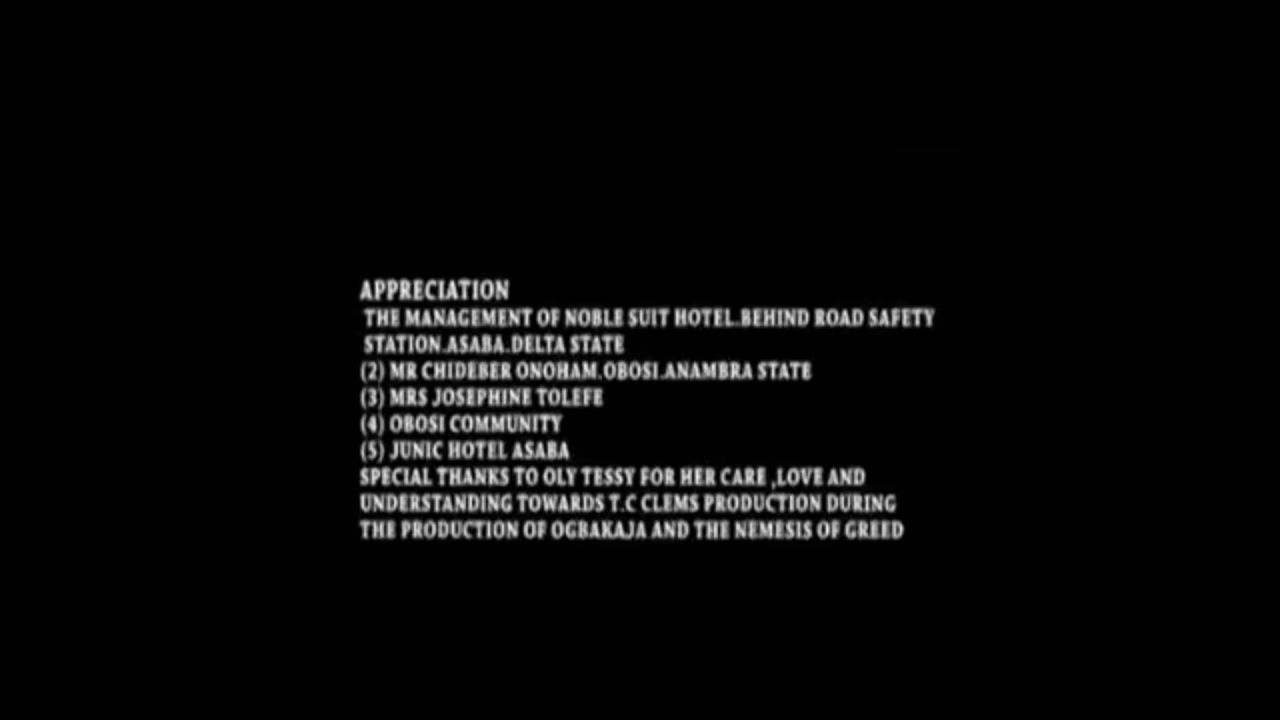 APPRECIATION
THE MANAGEMENT OF NOBLE SUIT HOTEL.BEHIND ROAD SAFETY
STATION.ASABA.DELTA STATE
(2) MR CHIDEBER ONOHAM.OBOSI.ANAMBRA STATE
(3) MRS JOSEPHINE TOLEFE
(4) OBOSI COMMUNITY
(5) JUNIC HOTEL ASABA
SPECIAL THANKS TO OLY TESSY FOR HER CARE ,LOVE AND
UNDERSTANDING TOWARDS T.C CLEMS PRODUCTION DURING
THE PRODUCTION OF OGBAKAJA AND THE NEMESIS OF GREED